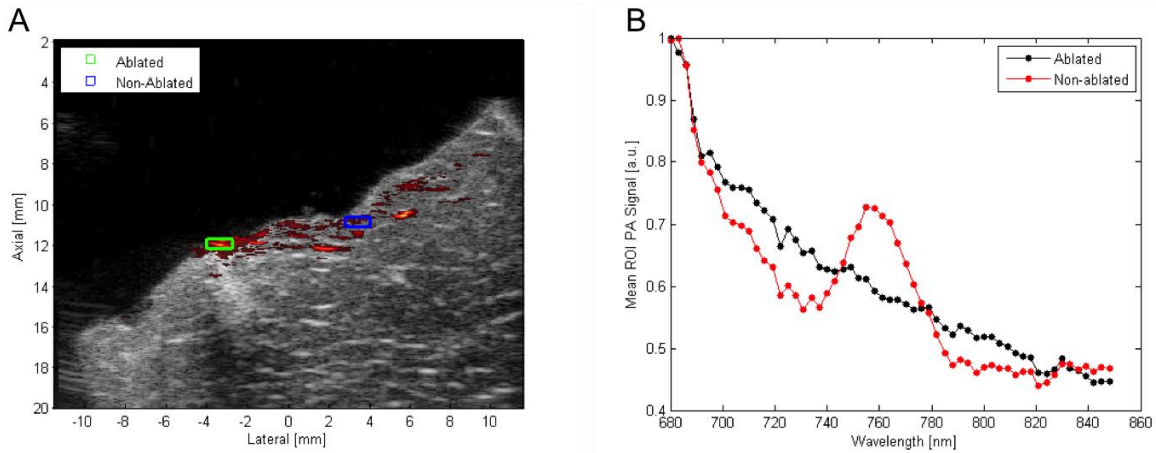 A
2
4
6
8
10
12
14
16
18
20
Axial [mm]
Ablated
Non-Ablated
-10 -8 -6 -4 -2 0 2 4 6 8 10
Lateral [mm]
B
1
0.9
0.8
0.7
0.6
0.5
0.4
Mean ROI PA Signal [a.u.]
Ablated
Non-ablated
680 700 720 740 760 780 800 820 840 860
Wavelength [nm]